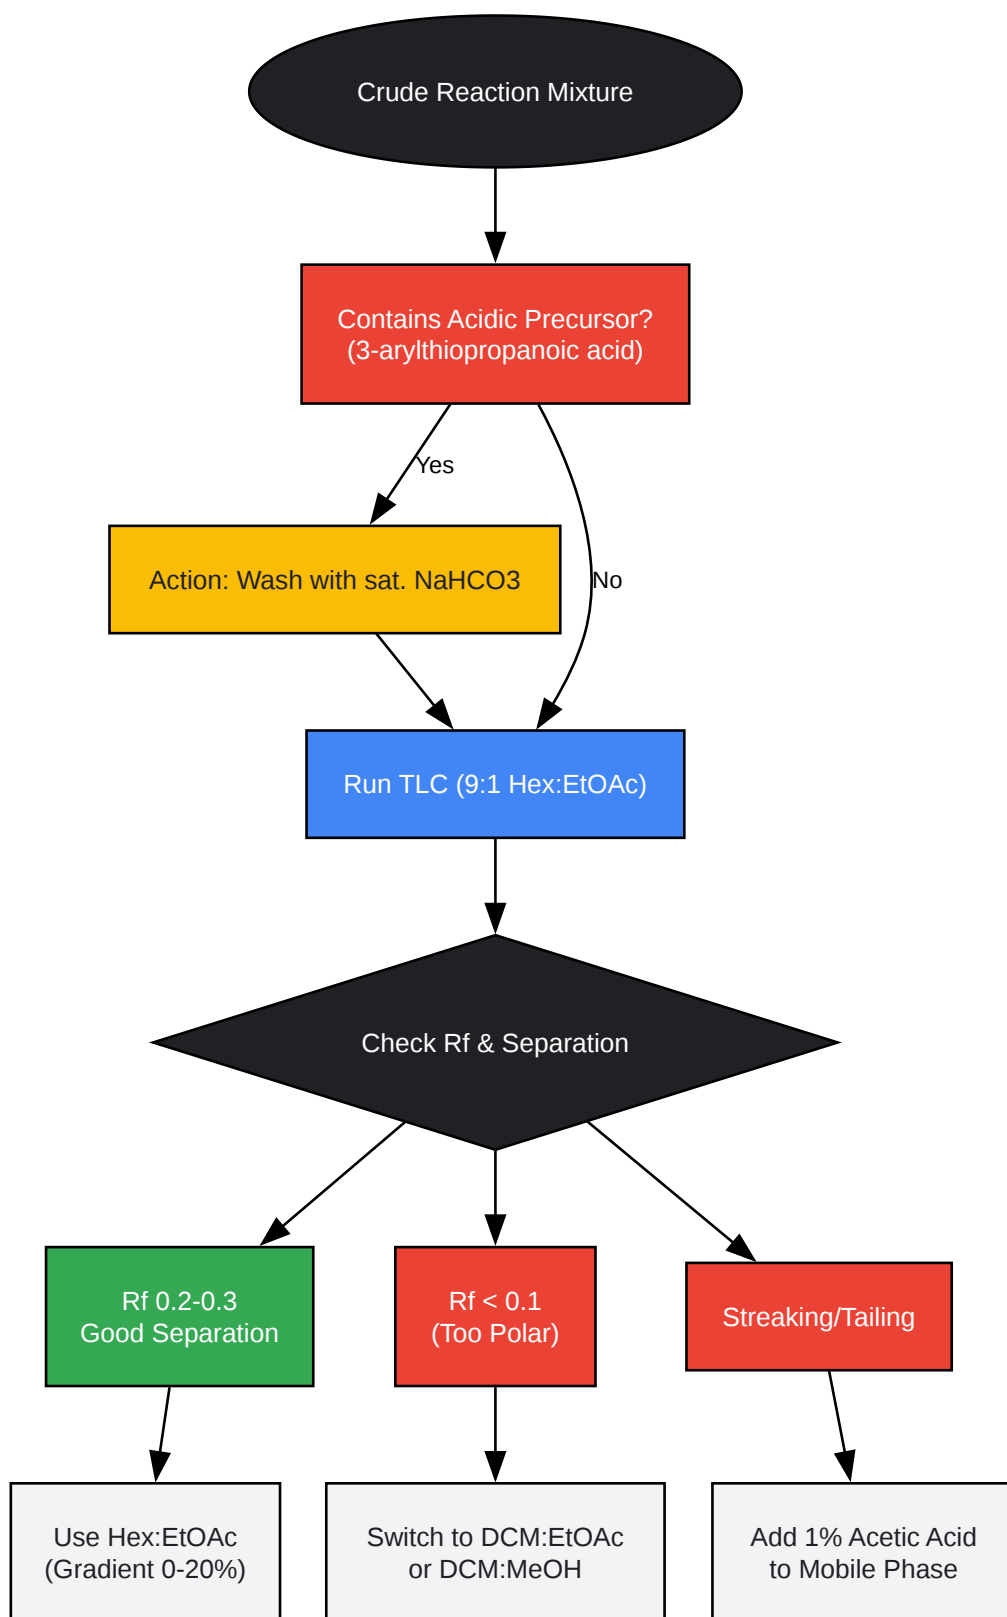 Crude Reaction Mixture
Contains Acidic Precursor?
(3-arylthiopropanoic acid)
Yes
Action: Wash with sat. NaHCO3
No
Run TLC (9:1 Hex:EtOAc)
Check Rf & Separation
Rf 0.2-0.3
Good Separation
Rf < 0.1
(Too Polar)
Streaking/Tailing
Use Hex:EtOAc
(Gradient 0-20%)
Switch to DCM:EtOAc
or DCM:MeOH
Add 1% Acetic Acid
to Mobile Phase